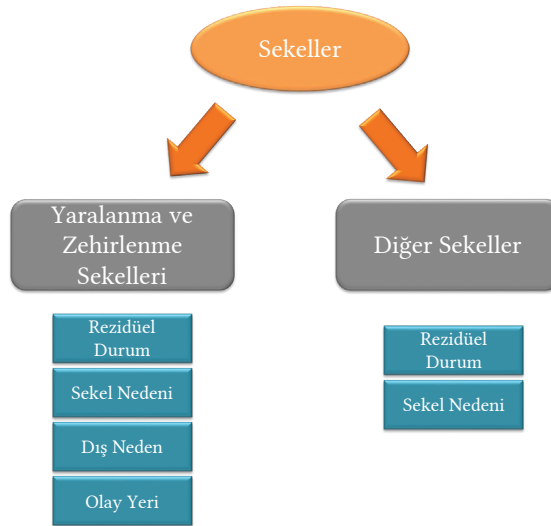 Sekeller
Yaralanma ve
Zehirlenme
Sekelleri
Diğer Sekeller
Rezidüel
Durum
Sekel Nedeni
Dış Neden
Olay Yeri
Rezidüel
Durum
Sekel Nedeni